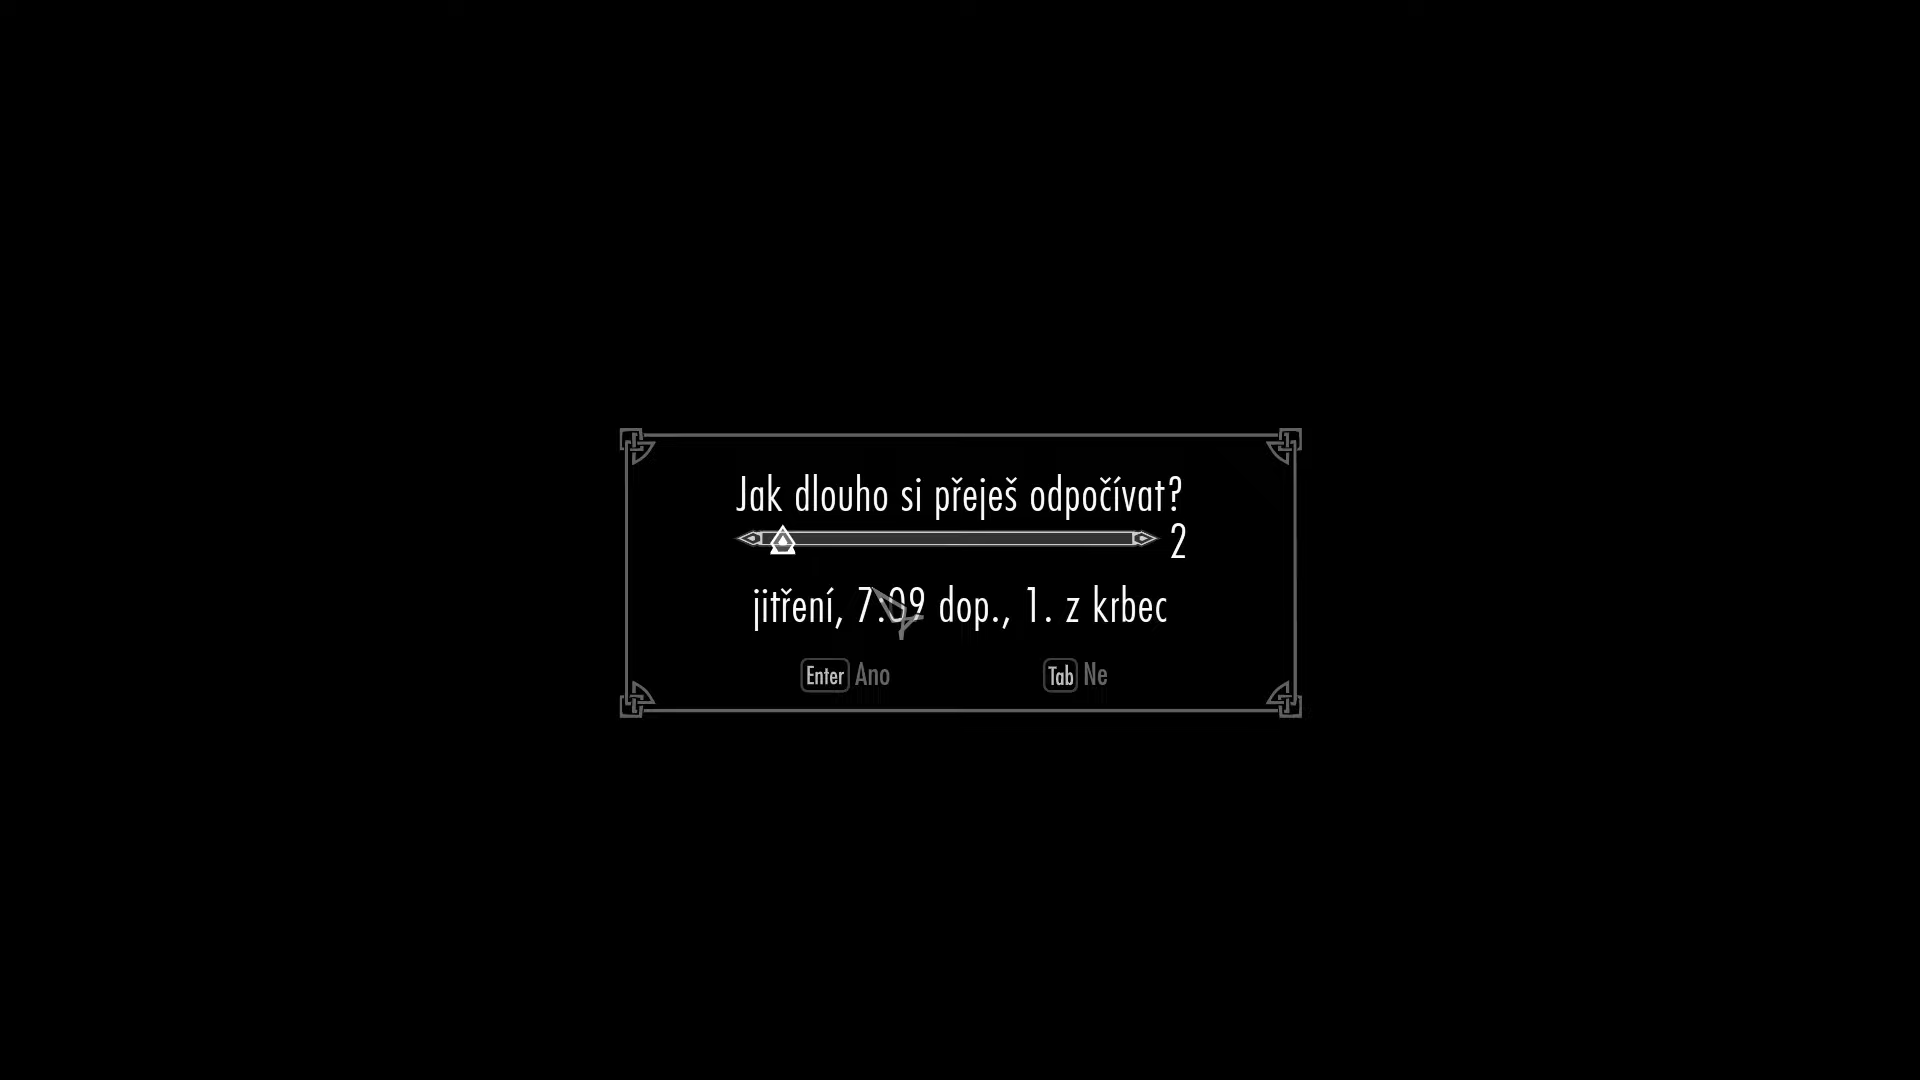 Jak dlouho si přeješ odpočívat?
2
jitření, 7:09 dop., 1. z krbec
Enter Ano
Tab Ne